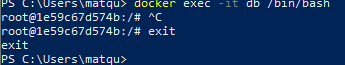 PS C:\Users\matqu> docker exec -it db /bin/bash
root@1e59c67d574b:/# ^C
root@1e59c67d574b:/# exit
exit
PS C:\Users\matqu>